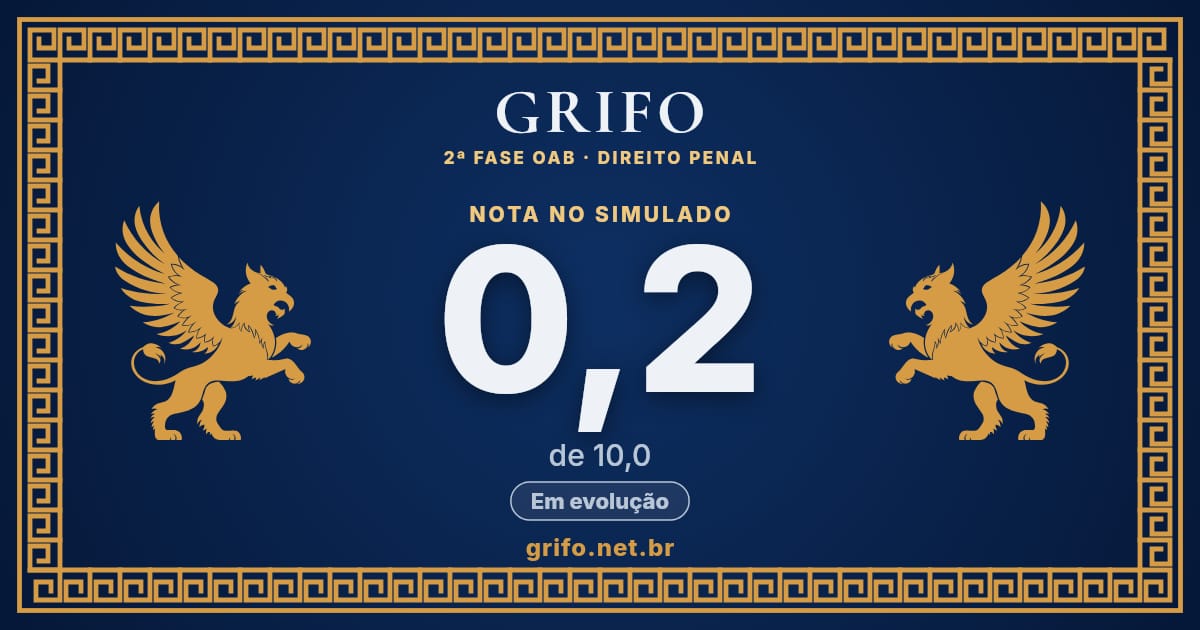 GRIFO
2ª FASE OAB · DIREITO PENAL
NOTA NO SIMULADO
0,2
de 10,0
Em evolução
grifo.net.br